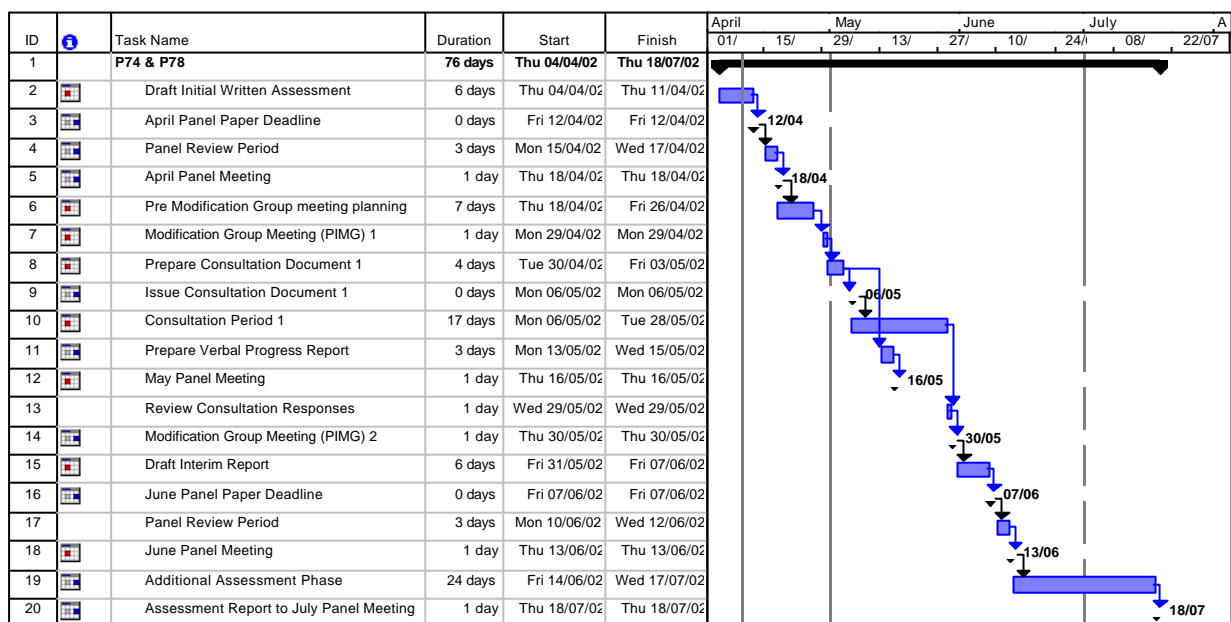 April May June July A
ID Task Name Duration Start Finish 01/ 15/ 29/ 13/ 27/ 10/ 24/ 08/ 22/07
1 P74 & P78 76 days Thu 04/04/02 Thu 18/07/02
2 Draft Initial Written Assessment 6 days Thu 04/04/02 Thu 11/04/02
3 April Panel Paper Deadline 0 days Fri 12/04/02 Fri 12/04/02 12/04
4 Panel Review Period 3 days Mon 15/04/02 Wed 17/04/02
5 April Panel Meeting 1 day Thu 18/04/02 Thu 18/04/02 18/04
6 Pre Modification Group meeting planning 7 days Thu 18/04/02 Fri 26/04/02
7 Modification Group Meeting (PIMG) 1 1 day Mon 29/04/02 Mon 29/04/02
8 Prepare Consultation Document 1 4 days Tue 30/04/02 Fri 03/05/02
9 Issue Consultation Document 1 0 days Mon 06/05/02 Mon 06/05/02 06/05
10 Consultation Period 1 17 days Mon 06/05/02 Tue 28/05/02
11 Prepare Verbal Progress Report 3 days Mon 13/05/02 Wed 15/05/02
12 May Panel Meeting 1 day Thu 16/05/02 Thu 16/05/02 16/05
13 Review Consultation Responses 1 day Wed 29/05/02 Wed 29/05/02
14 Modification Group Meeting (PIMG) 2 1 day Thu 30/05/02 Thu 30/05/02 30/05
15 Draft Interim Report 6 days Fri 31/05/02 Fri 07/06/02
16 June Panel Paper Deadline 0 days Fri 07/06/02 Fri 07/06/02 07/06
17 Panel Review Period 3 days Mon 10/06/02 Wed 12/06/02
18 June Panel Meeting 1 day Thu 13/06/02 Thu 13/06/02 13/06
19 Additional Assessment Phase 24 days Fri 14/06/02 Wed 17/07/02
20 Assessment Report to July Panel Meeting 1 day Thu 18/07/02 Thu 18/07/02 18/07